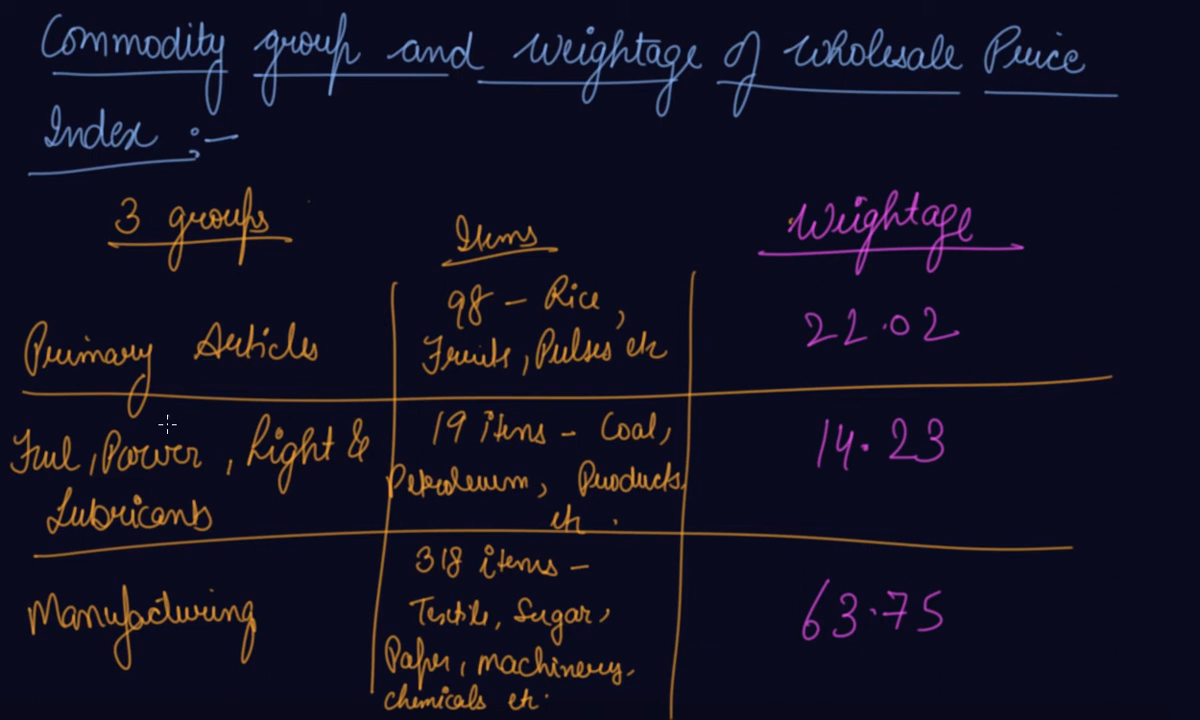 Commodity group and Weightage of Wholesale Price
Index :-
3 groups
Items
Weightage
Primary Articles
98 - Rice,
Fruits, Pulses etc
22.02
Fuel, Power, Light &
Lubricants
19 items - Coal,
Petroleum, Products
etc.
14.23
Manufacturing
318 items -
Textile, Sugar,
Paper, machinery,
chemicals etc.
63.75